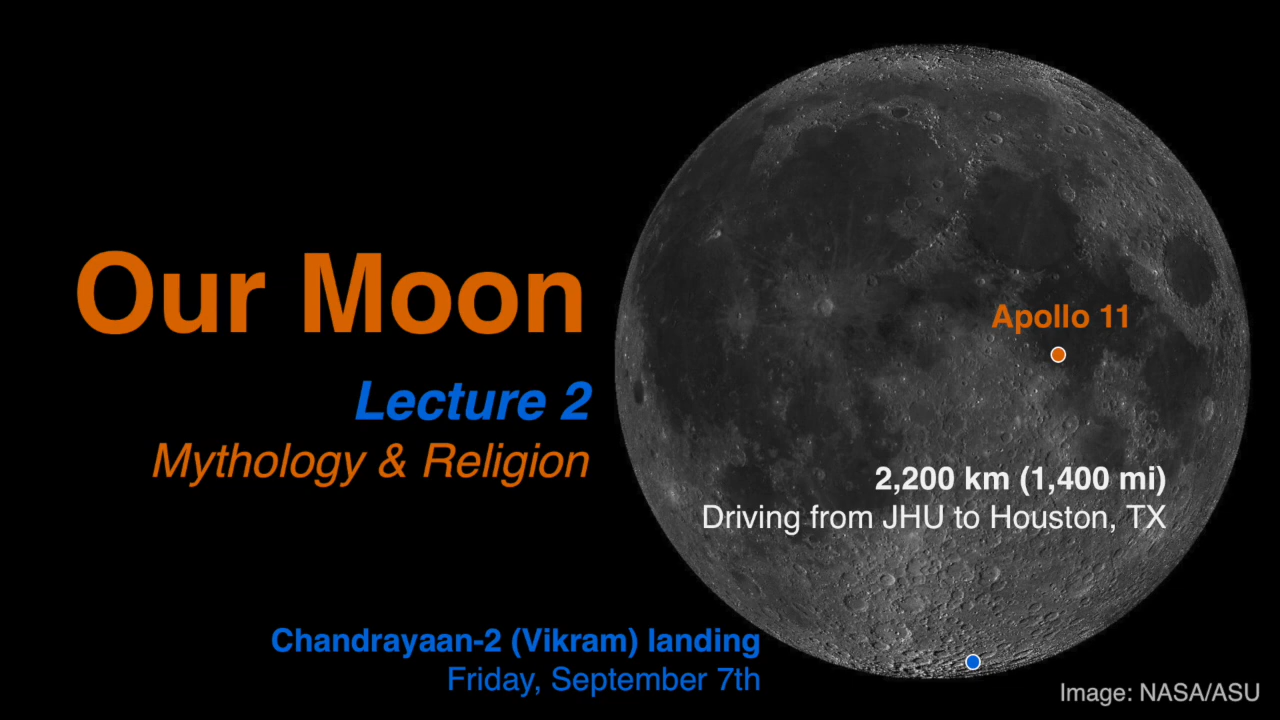 Our Moon
Lecture 2
Mythology & Religion
Apollo 11
2,200 km (1,400 mi)
Driving from JHU to Houston, TX
Chandrayaan-2 (Vikram) landing
Friday, September 7th
Image: NASA/ASU